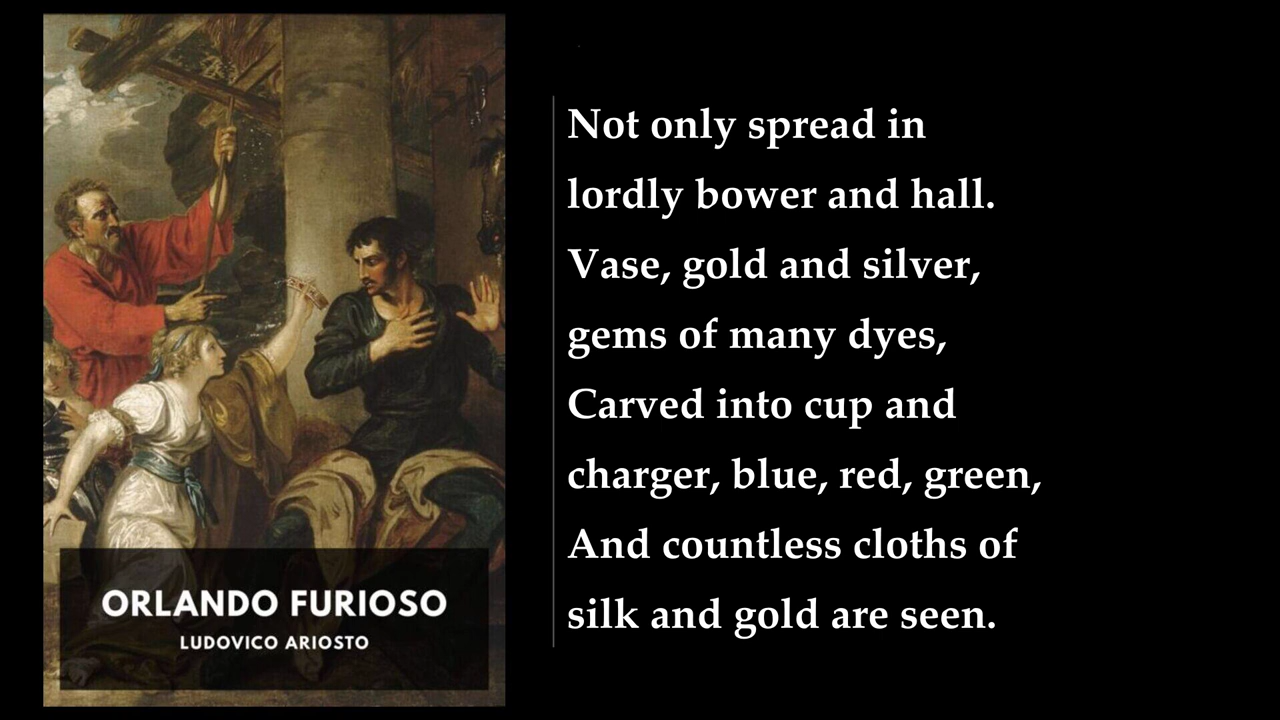 ORLANDO FURIOSO
LUDOVICO ARIOSTO
Not only spread in
lordly bower and hall.
Vase, gold and silver,
gems of many dyes,
Carved into cup and
charger, blue, red, green,
And countless cloths of
silk and gold are seen.